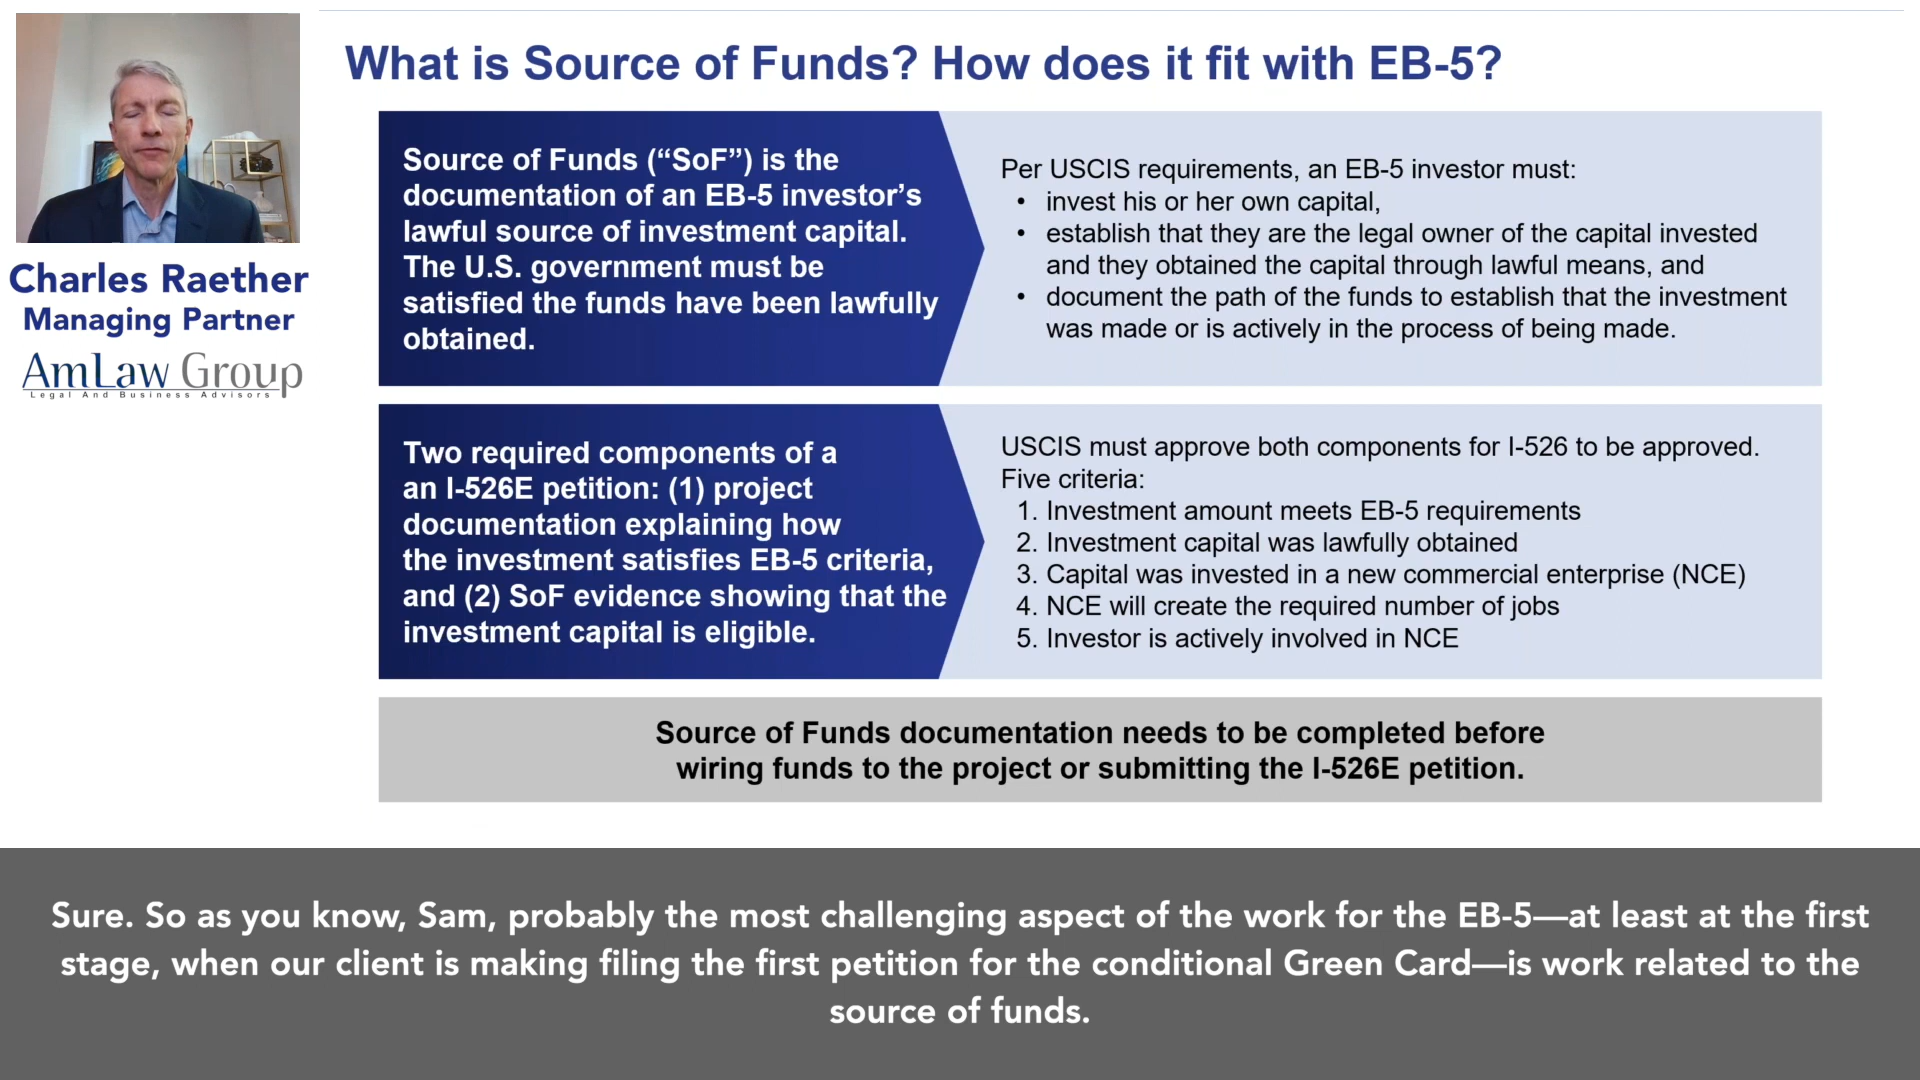 What is Source of Funds? How does it fit with EB-5?
Charles Raether
Managing Partner
AmLaw Group
Legal And Business Advisors
Source of Funds (“SoF”) is the
documentation of an EB-5 investor’s
lawful source of investment capital.
The U.S. government must be
satisfied the funds have been lawfully
obtained.
Per USCIS requirements, an EB-5 investor must:
• invest his or her own capital,
• establish that they are the legal owner of the capital invested
and they obtained the capital through lawful means, and
• document the path of the funds to establish that the investment
was made or is actively in the process of being made.
Two required components of a
an I-526E petition: (1) project
documentation explaining how
the investment satisfies EB-5 criteria,
and (2) SoF evidence showing that the
investment capital is eligible.
USCIS must approve both components for I-526 to be approved.
Five criteria:
1. Investment amount meets EB-5 requirements
2. Investment capital was lawfully obtained
3. Capital was invested in a new commercial enterprise (NCE)
4. NCE will create the required number of jobs
5. Investor is actively involved in NCE
Source of Funds documentation needs to be completed before
wiring funds to the project or submitting the I-526E petition.
Sure. So as you know, Sam, probably the most challenging aspect of the work for the EB-5—at least at the first
stage, when our client is making filing the first petition for the conditional Green Card—is work related to the
source of funds.